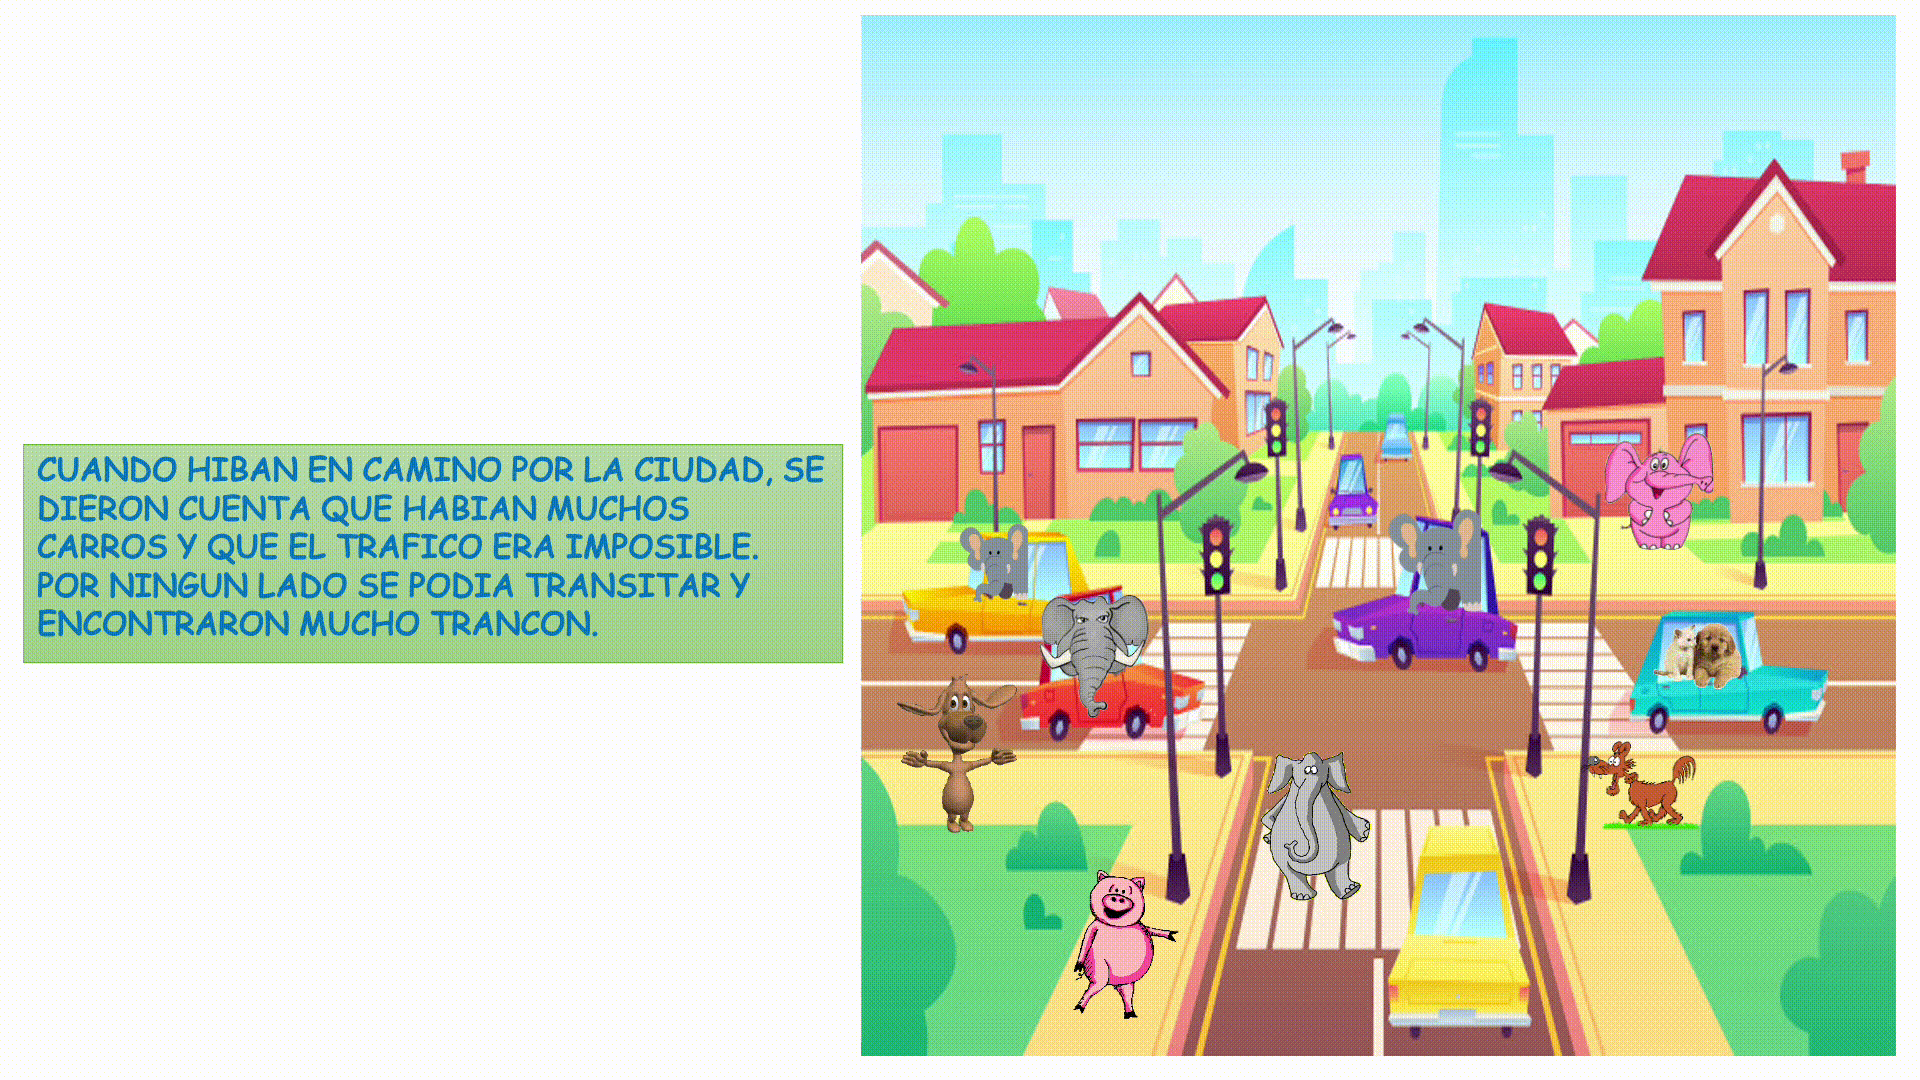 CUANDO HIBAN EN CAMINO POR LA CIUDAD, SE
DIERON CUENTA QUE HABIAN MUCHOS
CARROS Y QUE EL TRAFICO ERA IMPOSIBLE.
POR NINGUN LADO SE PODIA TRANSITAR Y
ENCONTRARON MUCHO TRANCON.